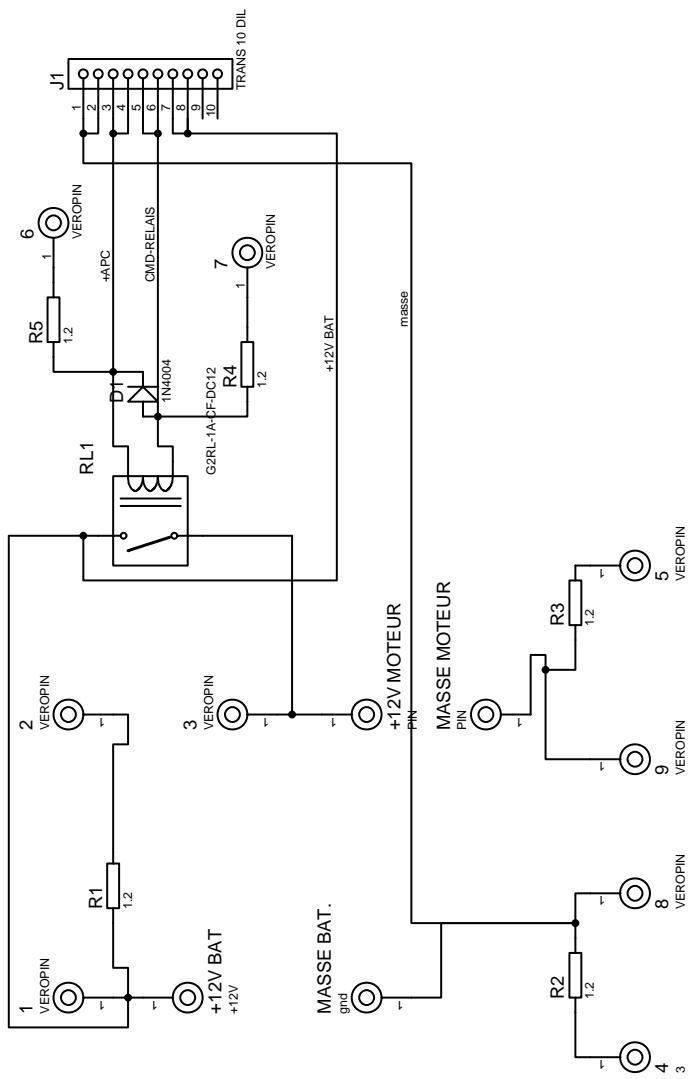 J1
TRANS 10 DIL
1
2
3
4
5
6
7
8
9
10
6
VEROPIN
1
R5
1.2
+APC
CMD-RELAIS
7
VEROPIN
1
R4
1.2
D1
1N4004
RL1
G2RL-1A-CF-DC12
+12V BAT
masse
2
VEROPIN
1
R1
1.2
1
VEROPIN
1
1
+12V BAT
+12V
3
VEROPIN
1
1
+12V MOTEUR
PIN
MASSE MOTEUR
PIN
1
R3
1.2
1
5
VEROPIN
1
9
VEROPIN
MASSE BAT.
gnd
1
1
8
VEROPIN
R2
1.2
1
4
3